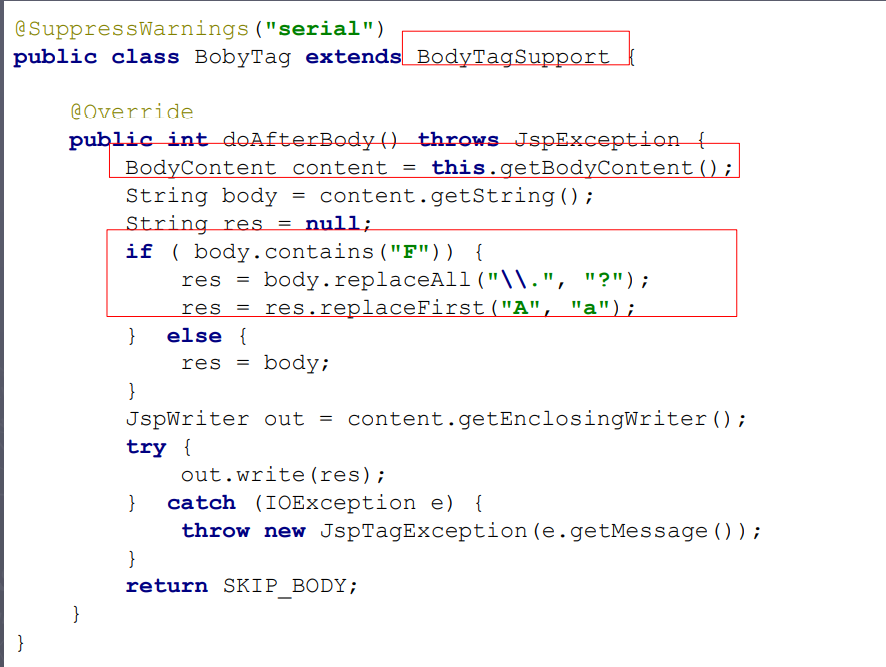 @SuppressWarnings("serial")
public class BobyTag extends BodyTagSupport {
@Override
public int doAfterBody() throws JspException {
BodyContent content = this.getBodyContent();
String body = content.getString();
String res = null;
if ( body.contains("F")) {
res = body.replaceAll("\\.", "?");
res = res.replaceFirst("A", "a");
} else {
res = body;
}
JspWriter out = content.getEnclosingWriter();
try {
out.write(res);
} catch (IOException e) {
throw new JspTagException(e.getMessage());
}
return SKIP_BODY;
}
}